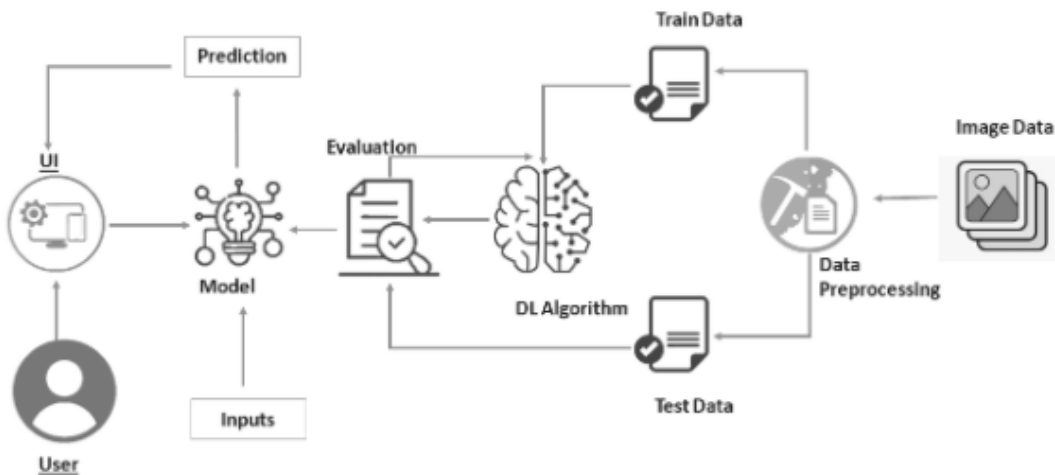 Train Data
Prediction
Image Data
Evaluation
UI
Model
DL Algorithm
Data
Preprocessing
Inputs
Test Data
User